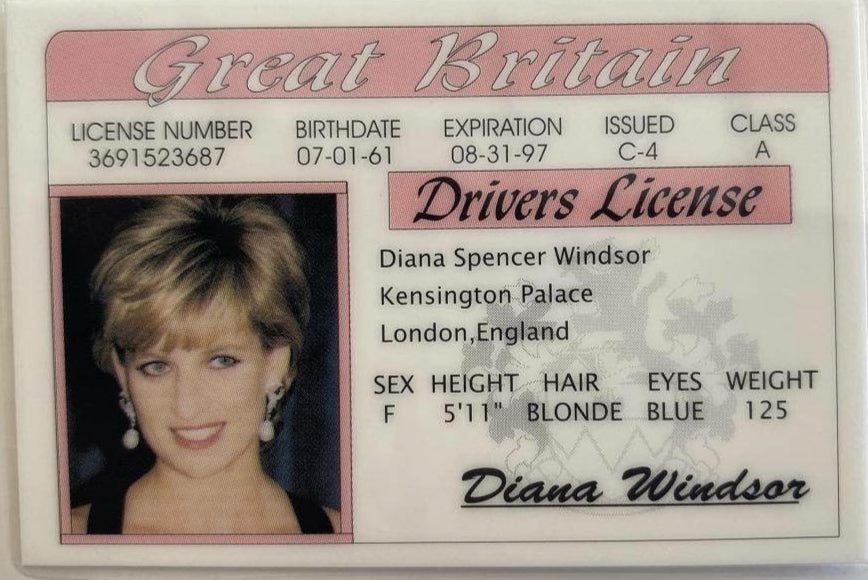 Great Britain
LICENSE NUMBER BIRTHDATE EXPIRATION ISSUED CLASS
3691523687 07-01-61 08-31-97 C-4 A
Drivers License
Diana Spencer Windsor
Kensington Palace
London,England
SEX HEIGHT HAIR EYES WEIGHT
F 5'11" BLONDE BLUE 125
Diana Windsor